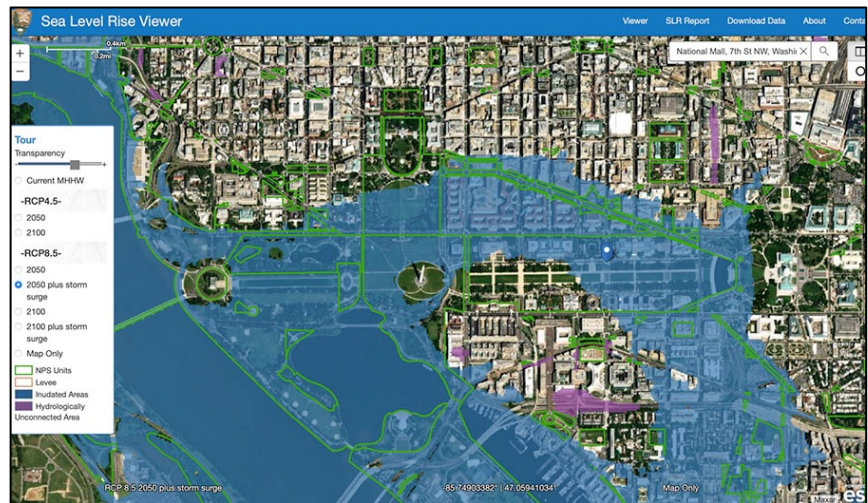 Sea Level Rise Viewer
Viewer SLR Report Download Data About Conta
0.4km
0.2mi
+
−
National Mall, 7th St NW, Washi
Tour
Transparency
- +
Current MHHW
-RCP4.5-
2050
2100
-RCP8.5-
2050
2050 plus storm
surge
2100
2100 plus storm
surge
Map Only
NPS Units
Levee
Inudated Areas
Hydrologically
Unconnected Area
RCP 8.5 2050 plus storm surge
-85.74903382° | 47.05941034°
Map Only
Maxar